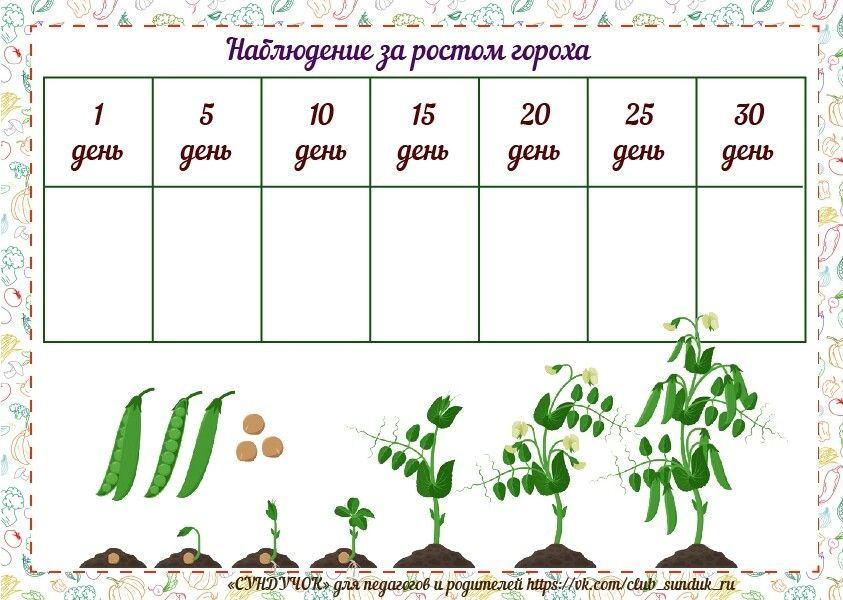 Наблюдение за ростом гороха
1 день
5 день
10 день
15 день
20 день
25 день
30 день
«СУНДУЧОК» для педагогов и родителей https://vk.com/club_sunduk_ru